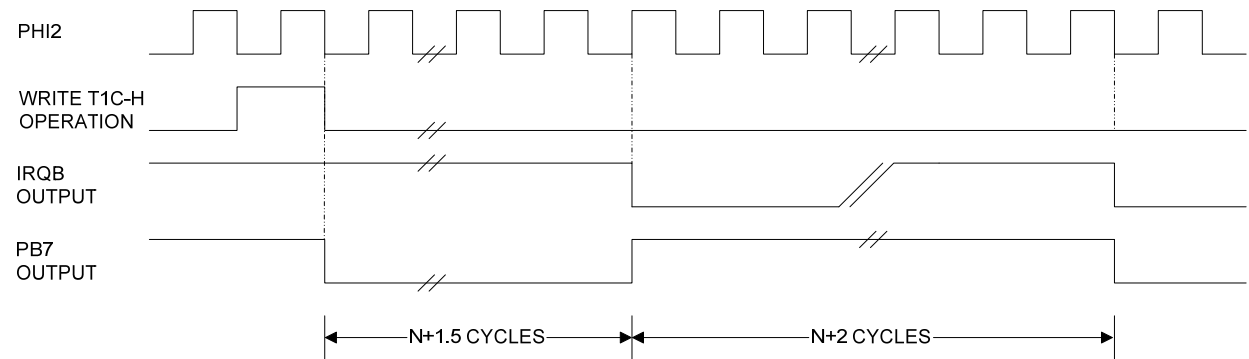 PHI2
WRITE T1C-H
OPERATION
IRQB
OUTPUT
PB7
OUTPUT
N+1.5 CYCLES
N+2 CYCLES